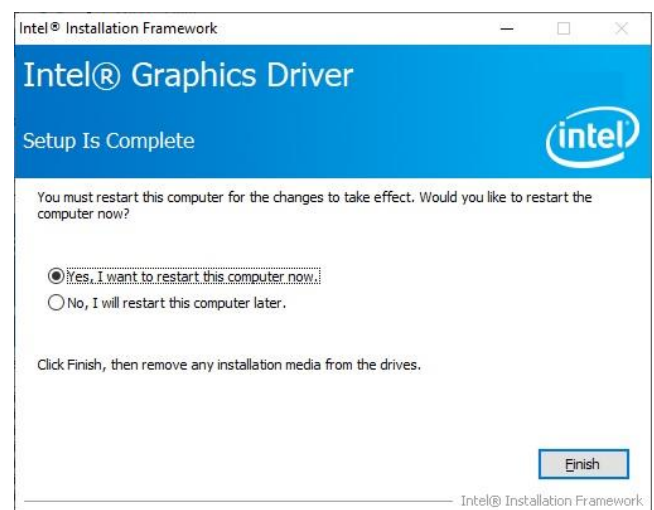 Intel® Installation Framework
Intel® Graphics Driver
intel
Setup Is Complete
You must restart this computer for the changes to take effect. Would you like to restart the
computer now?
Yes, I want to restart this computer now.
No, I will restart this computer later.
Click Finish, then remove any installation media from the drives.
Finish
Intel® Installation Framework